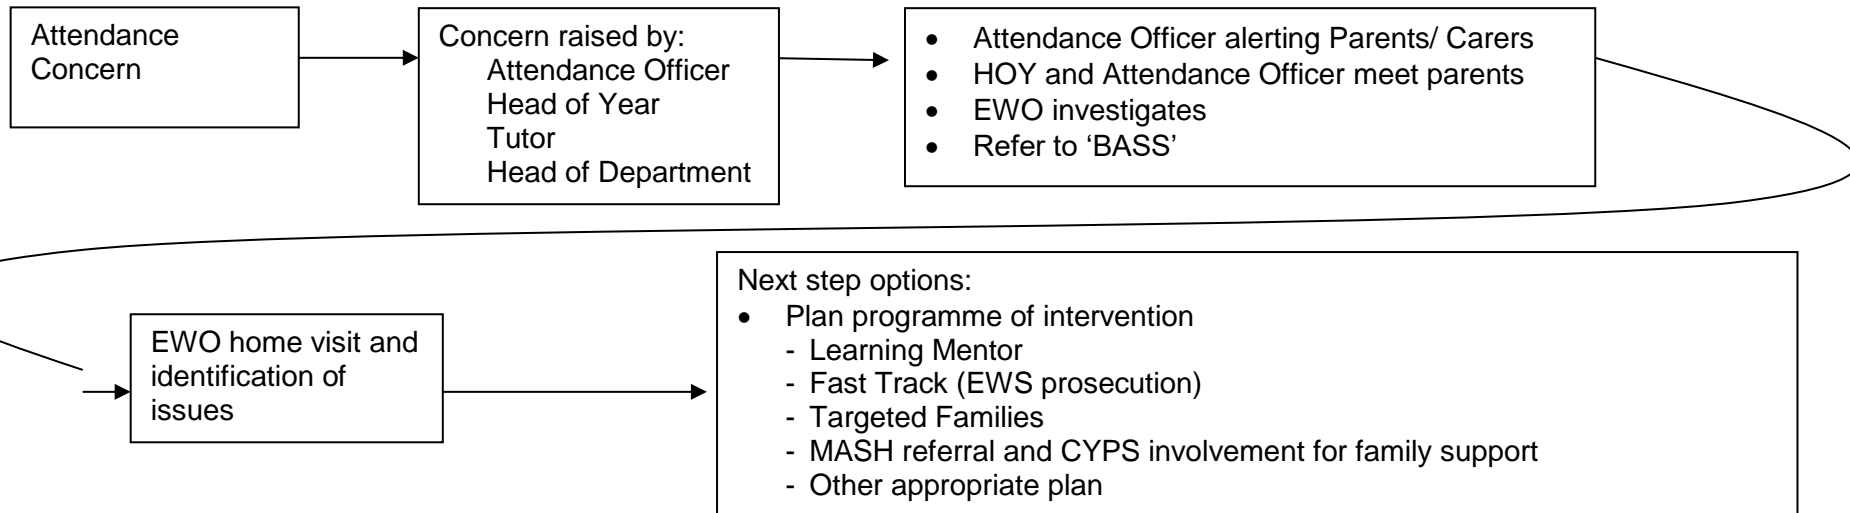 Attendance
Concern
Concern raised by:
Attendance Officer
Head of Year
Tutor
Head of Department
• Attendance Officer alerting Parents/ Carers
• HOY and Attendance Officer meet parents
• EWO investigates
• Refer to ‘BASS’
EWO home visit and
identification of
issues
Next step options:
• Plan programme of intervention
- Learning Mentor
- Fast Track (EWS prosecution)
- Targeted Families
- MASH referral and CYPS involvement for family support
- Other appropriate plan